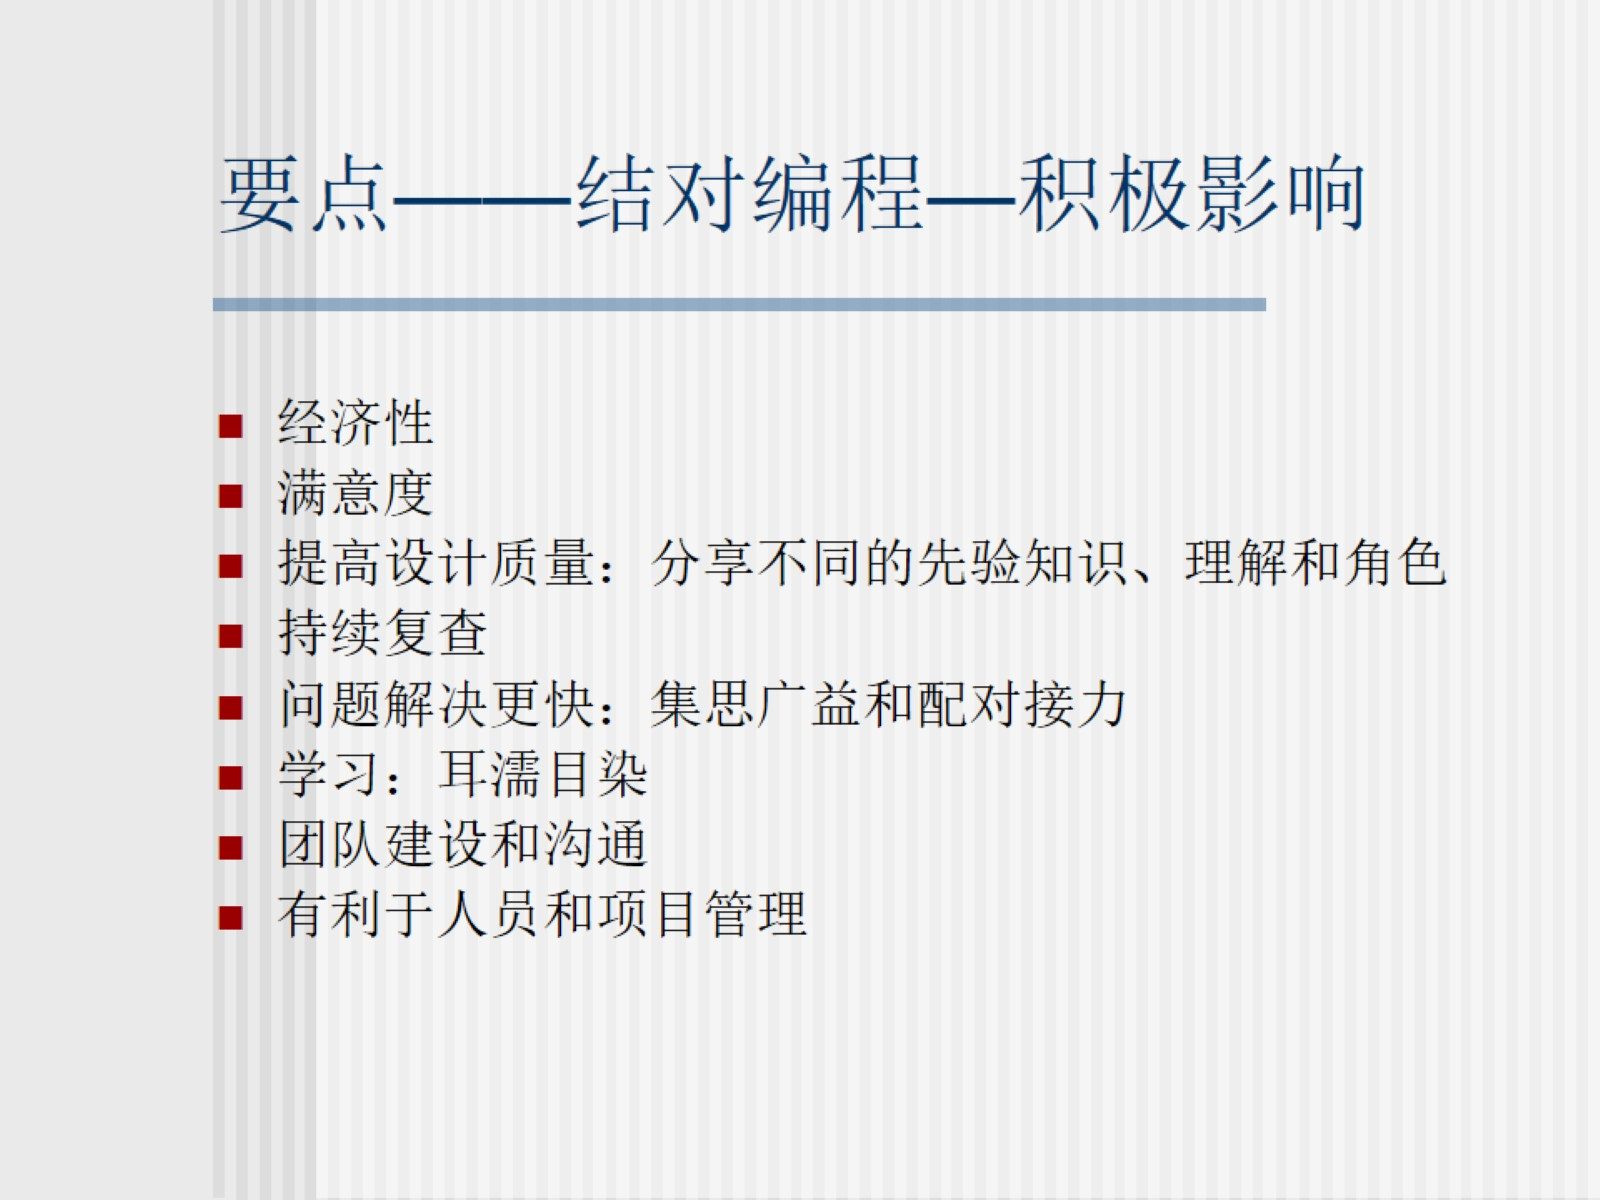 要点——结对编程—积极影响
经济性
满意度
提高设计质量：分享不同的先验知识、理解和角色
持续复查
问题解决更快：集思广益和配对接力
学习：耳濡目染
团队建设和沟通
有利于人员和项目管理